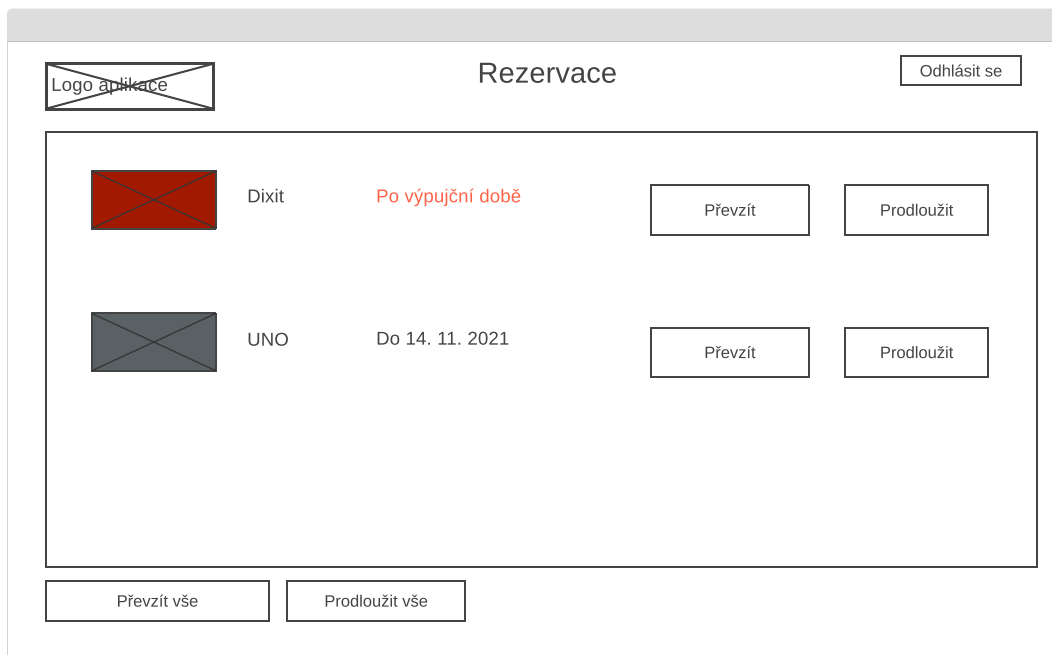 Logo aplikace
Rezervace
Odhlásit se
Dixit
Po výpujční době
Převzít
Prodloužit
UNO
Do 14. 11. 2021
Převzít
Prodloužit
Převzít vše
Prodloužit vše